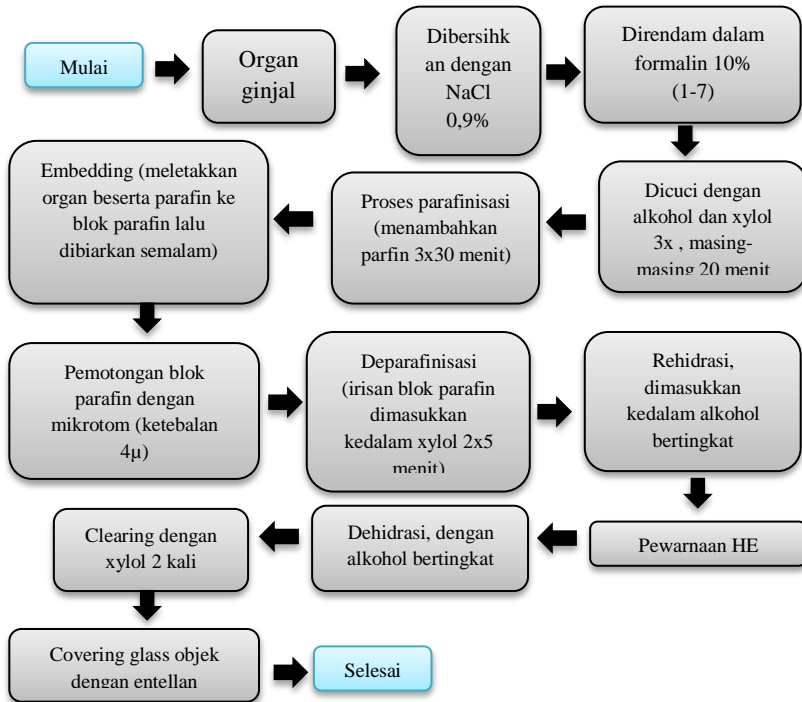 Mulai
Organ
ginjal
Dibersihk
an dengan
NaCl
0,9%
Direndam dalam
formalin 10%
(1-7)
Dicuci dengan
alkohol dan xylol
3x , masing-
masing 20 menit
Proses parafinisasi
(menambahkan
parfin 3x30 menit)
Embedding (meletakkan
organ beserta parafin ke
blok parafin lalu
dibiarkan semalam)
Pemotongan blok
parafin dengan
mikrotom (ketebalan
4µ)
Deparafinisasi
(irisan blok parafin
dimasukkan
kedalam xylol 2x5
menit)
Rehidrasi,
dimasukkan
kedalam alkohol
bertingkat
Pewarnaan HE
Dehidrasi, dengan
alkohol bertingkat
Clearing dengan
xylol 2 kali
Covering glass objek
dengan entellan
Selesai